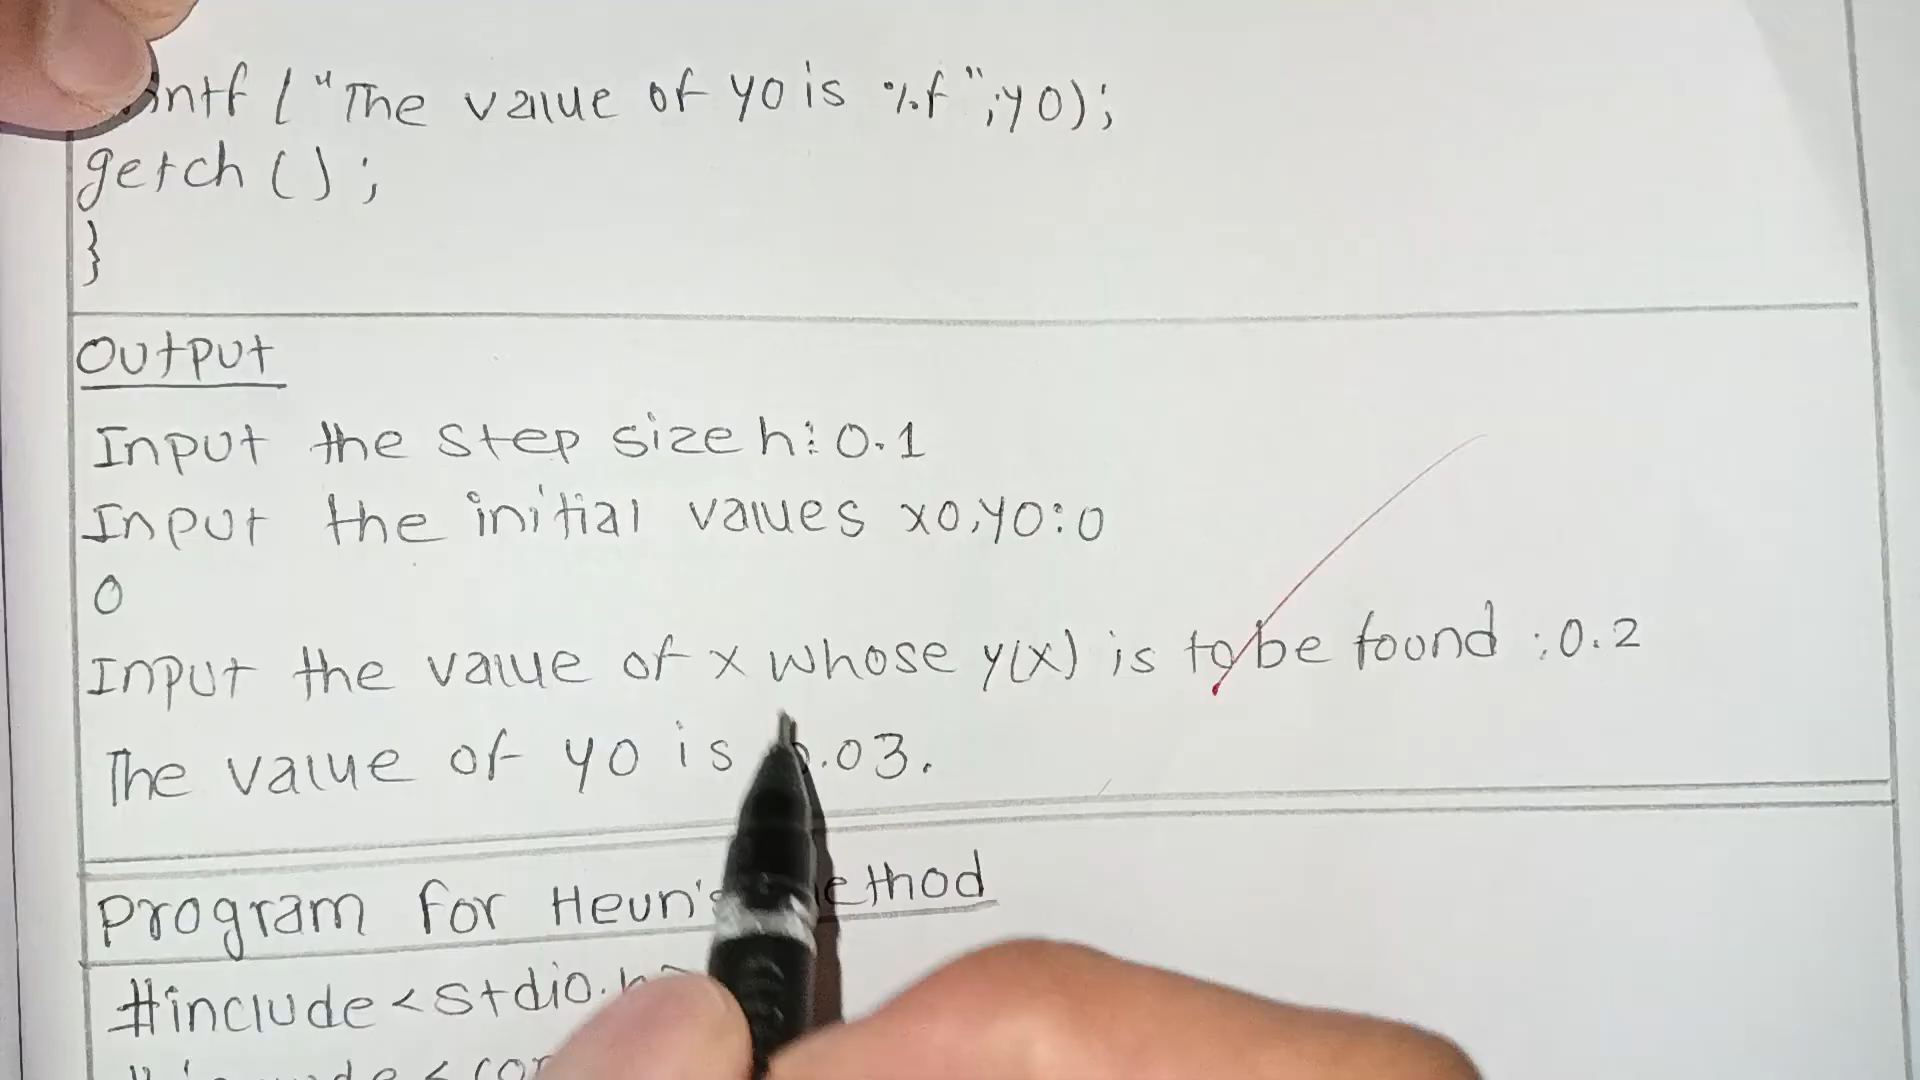 ntf ("The value of y0 is %f",y0);
getch();
}
Output
Input the step size h: 0.1
Input the initial values x0,y0:0
0
Input the value of x whose y(x) is to be found :0.2
The value of y0 is 0.03.
Program for Heun's method
#include<stdio.h>